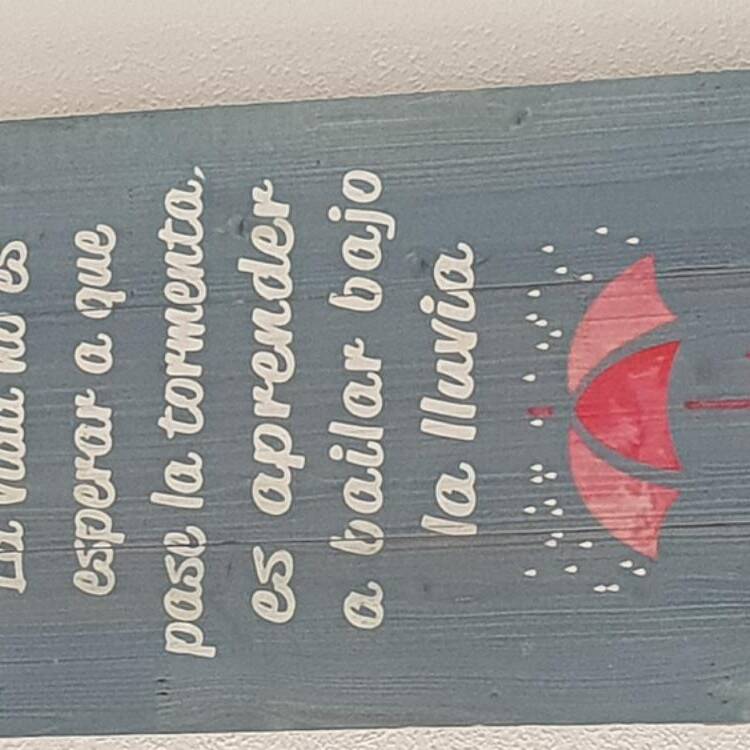 La vida no es
esperar a que
pase la tormenta,
es aprender
a bailar bajo
la lluvia